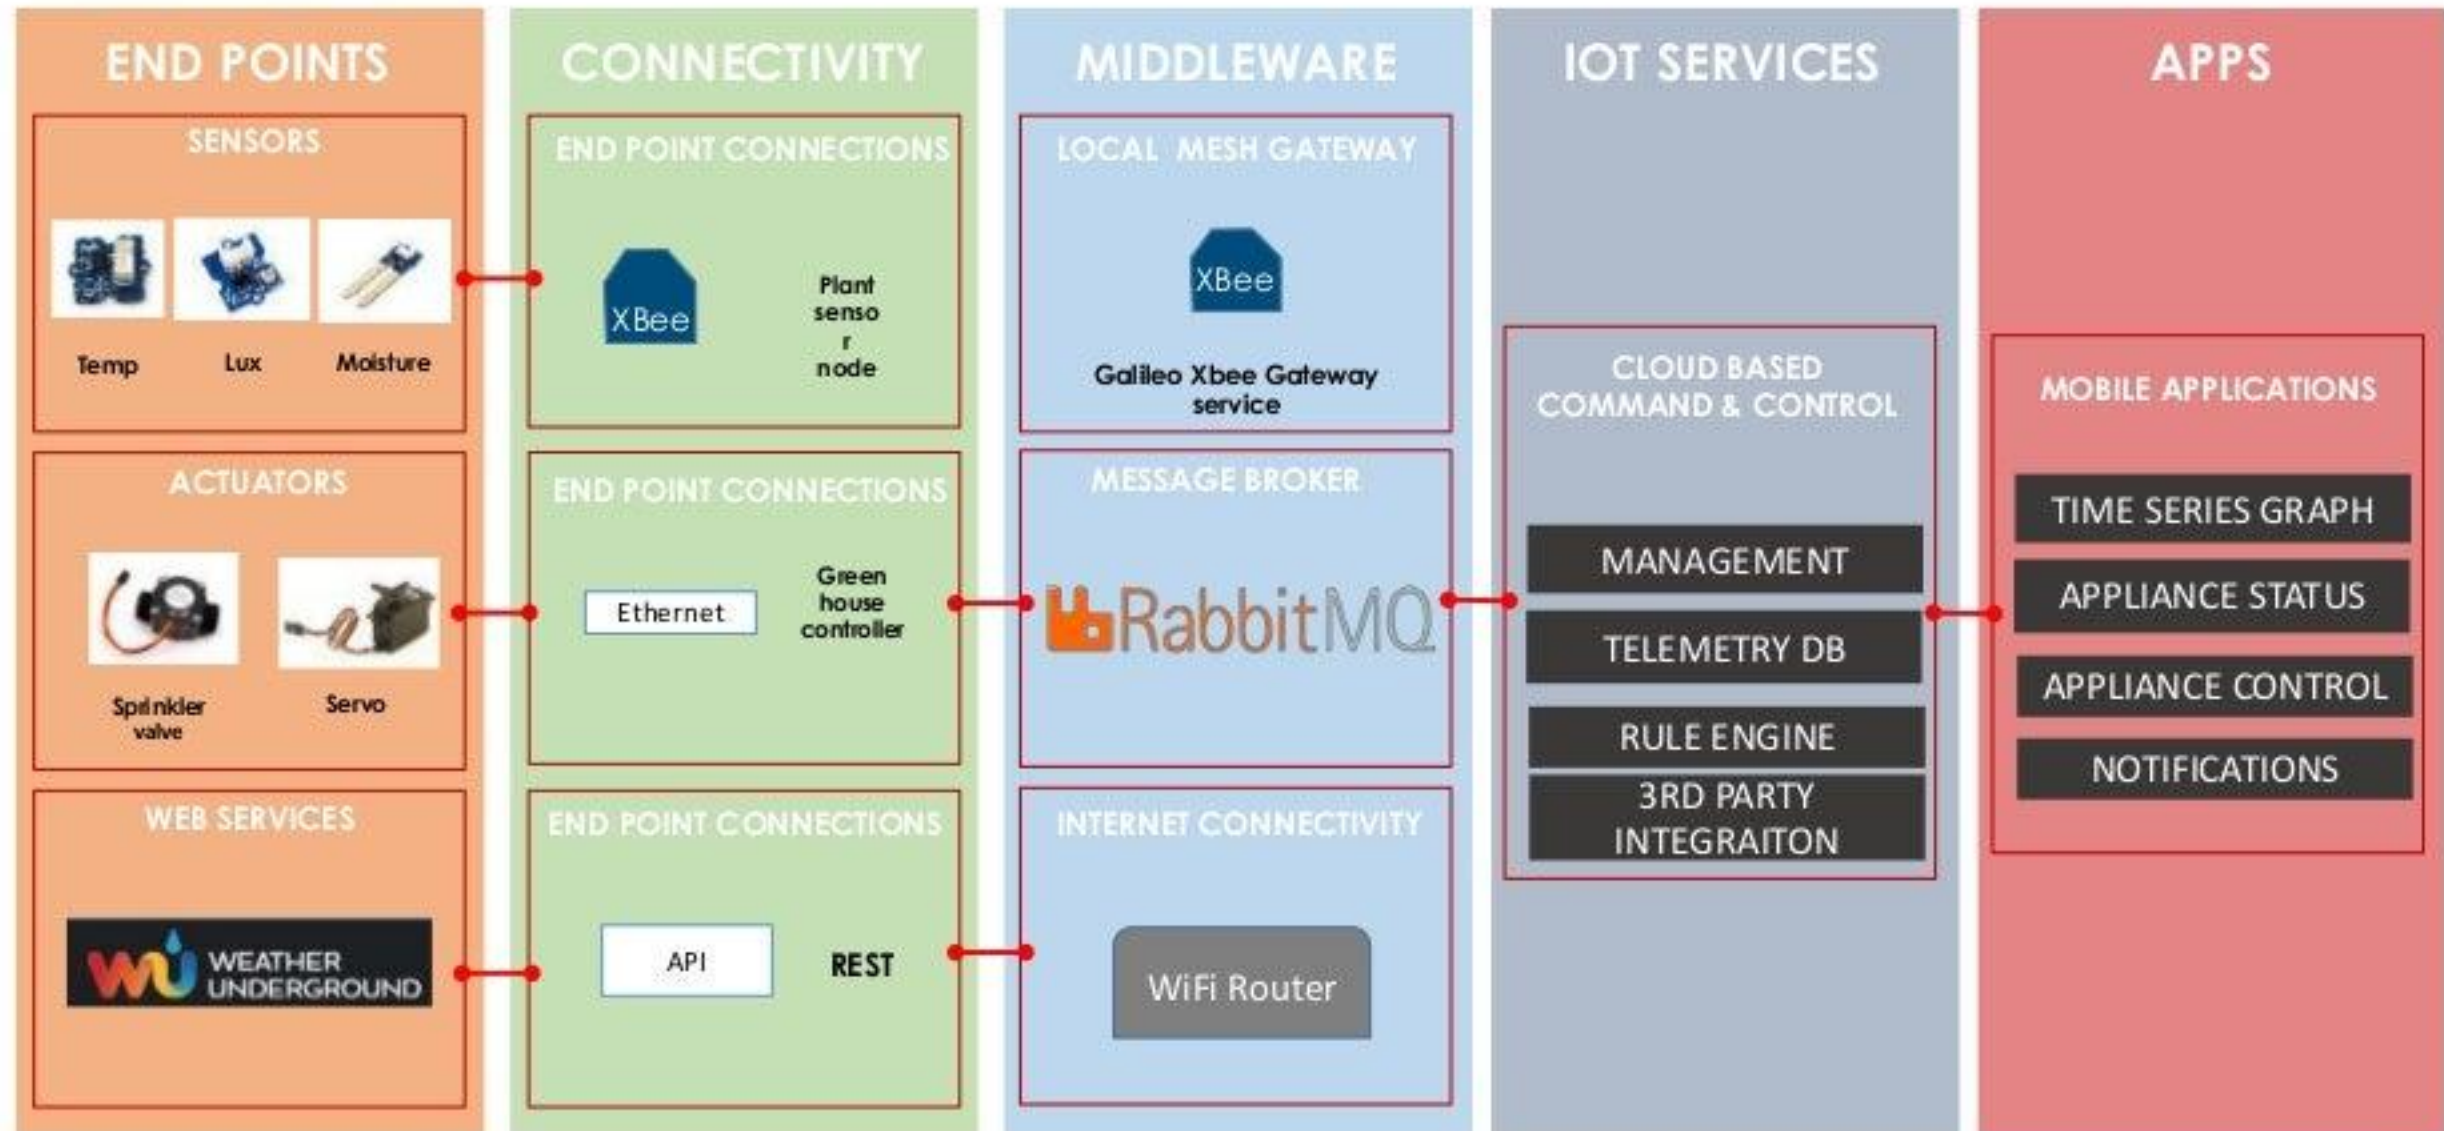 END POINTS
SENSORS
Temp
Lux
Moisture
ACTUATORS
Sprinkler
valve
Servo
WEB SERVICES
WU WEATHER
UNDERGROUND
CONNECTIVITY
END POINT CONNECTIONS
XBee
Plant
senso
r
node
END POINT CONNECTIONS
Ethernet
Green
house
controller
END POINT CONNECTIONS
API
REST
MIDDLEWARE
LOCAL MESH GATEWAY
XBee
Galileo Xbee Gateway
service
MESSAGE BROKER
RabbitMQ
INTERNET CONNECTIVITY
WiFi Router
IOT SERVICES
CLOUD BASED
COMMAND & CONTROL
MANAGEMENT
TELEMETRY DB
RULE ENGINE
3RD PARTY
INTEGRAITON
APPS
MOBILE APPLICATIONS
TIME SERIES GRAPH
APPLIANCE STATUS
APPLIANCE CONTROL
NOTIFICATIONS